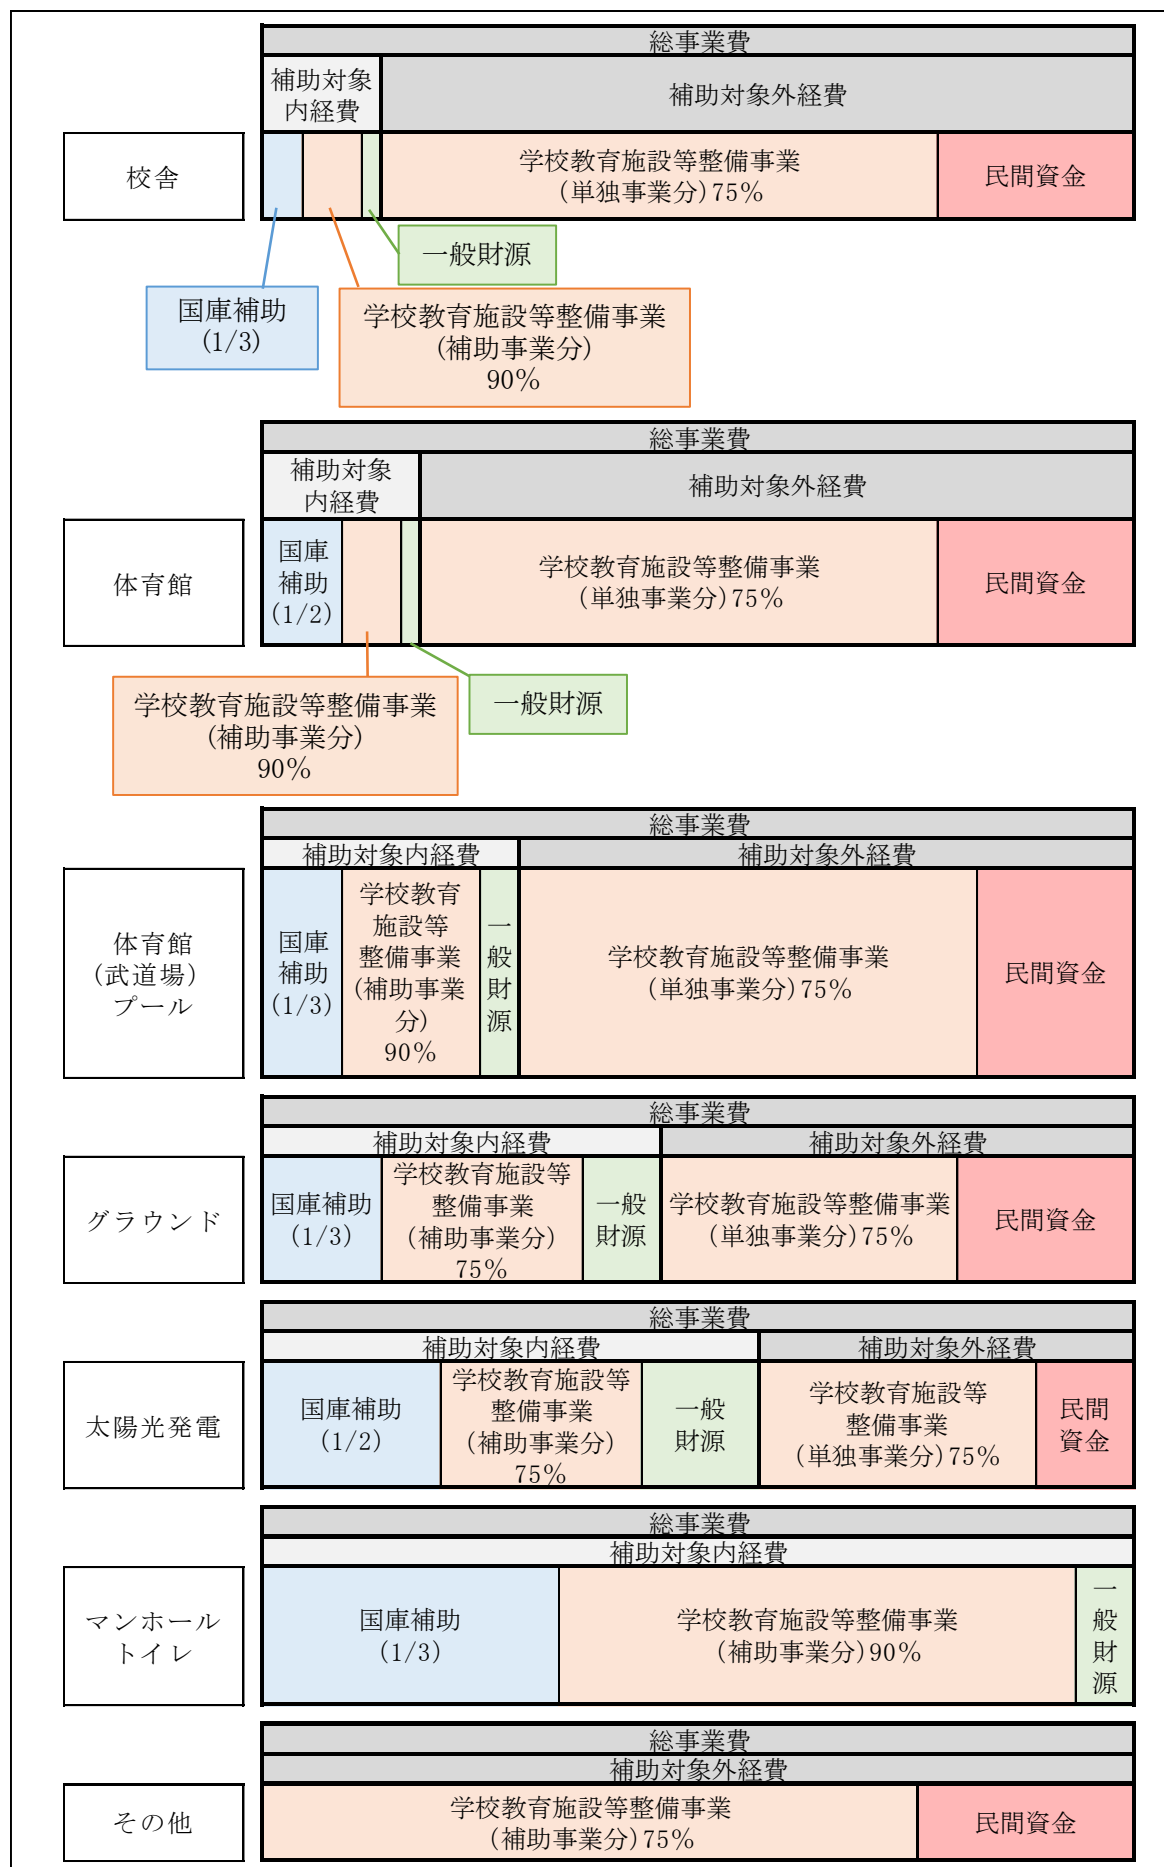 総事業費
補助対象
内経費
補助対象外経費
校舎
学校教育施設等整備事業
(単独事業分)75%
民間資金
一般財源
国庫補助
(1/3)
学校教育施設等整備事業
(補助事業分)
90%
総事業費
補助対象
内経費
補助対象外経費
体育館
国庫
補助
(1/2)
学校教育施設等整備事業
(単独事業分)75%
民間資金
学校教育施設等整備事業
(補助事業分)
90%
一般財源
総事業費
補助対象内経費
補助対象外経費
体育館
(武道場)
プール
国庫
補助
(1/3)
学校教育
施設等
整備事業
(補助事業
分)
90%
一
般
財
源
学校教育施設等整備事業
(単独事業分)75%
民間資金
総事業費
補助対象内経費
補助対象外経費
グラウンド
国庫補助
(1/3)
学校教育施設等
整備事業
(補助事業分)
75%
一般
財源
学校教育施設等整備事業
(単独事業分)75%
民間資金
総事業費
補助対象内経費
補助対象外経費
太陽光発電
国庫補助
(1/2)
学校教育施設等
整備事業
(補助事業分)
75%
一般
財源
学校教育施設等
整備事業
(単独事業分)75%
民間
資金
総事業費
補助対象内経費
マンホール
トイレ
国庫補助
(1/3)
学校教育施設等整備事業
(補助事業分)90%
一
般
財
源
総事業費
補助対象外経費
その他
学校教育施設等整備事業
(補助事業分)75%
民間資金